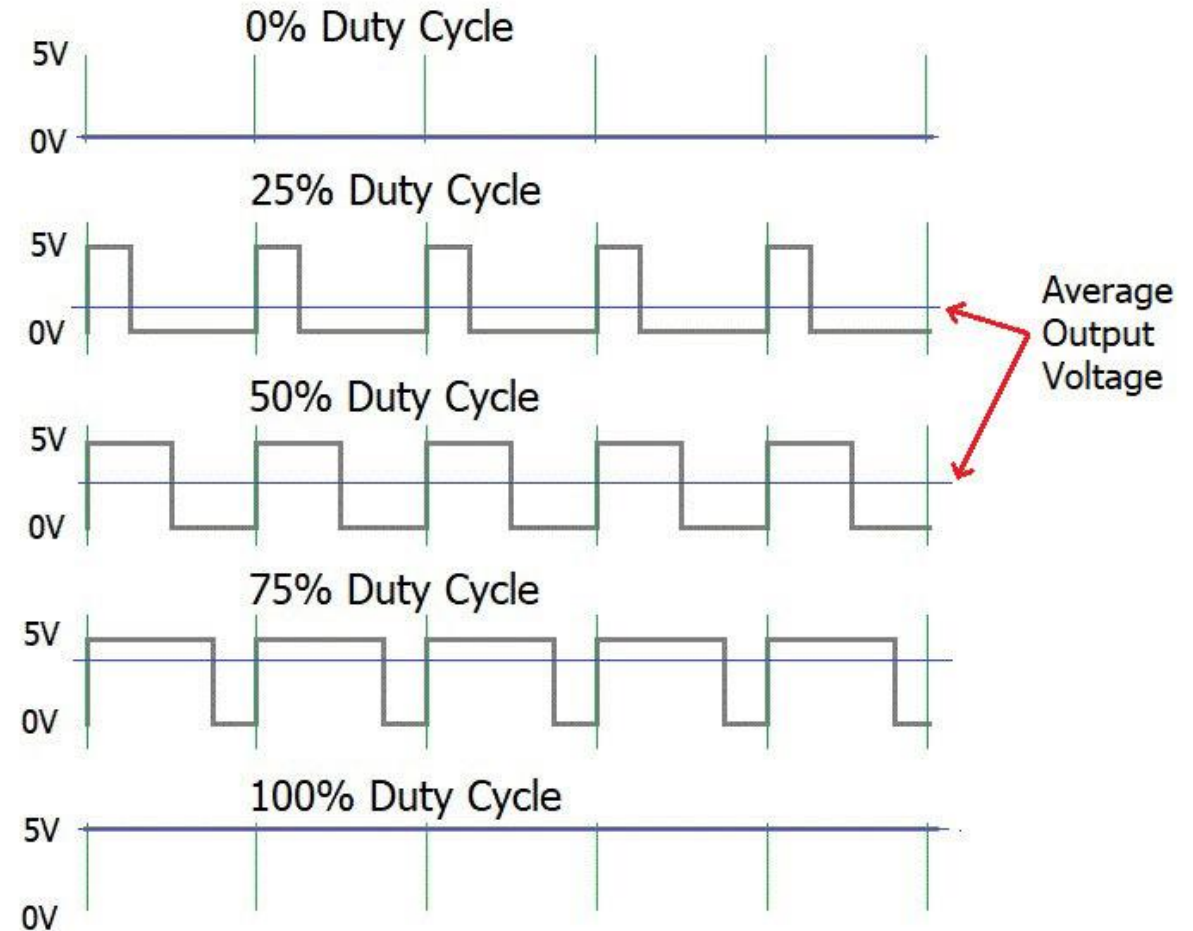 0% Duty Cycle
5V
0V
25% Duty Cycle
5V
0V
Average
Output
Voltage
50% Duty Cycle
5V
0V
75% Duty Cycle
5V
0V
100% Duty Cycle
5V
0V